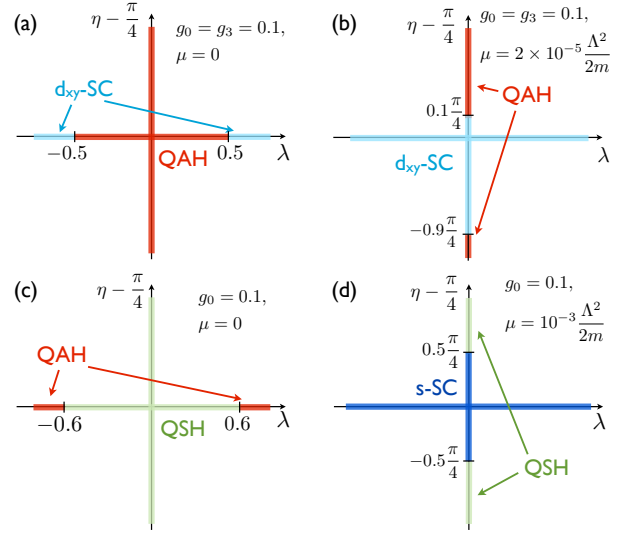 (a)
η − π/4
g₀ = g₃ = 0.1,
μ = 0
dxy-SC
−0.5
0.5
λ
QAH
(b)
η − π/4
g₀ = g₃ = 0.1,
μ = 2 × 10⁻⁵ Λ²/2m
QAH
0.1 π/4
λ
dxy-SC
−0.9 π/4
(c)
η − π/4
g₀ = 0.1,
μ = 0
QAH
−0.6
0.6
λ
QSH
(d)
η − π/4
g₀ = 0.1,
μ = 10⁻³ Λ²/2m
0.5 π/4
s-SC
λ
−0.5 π/4
QSH